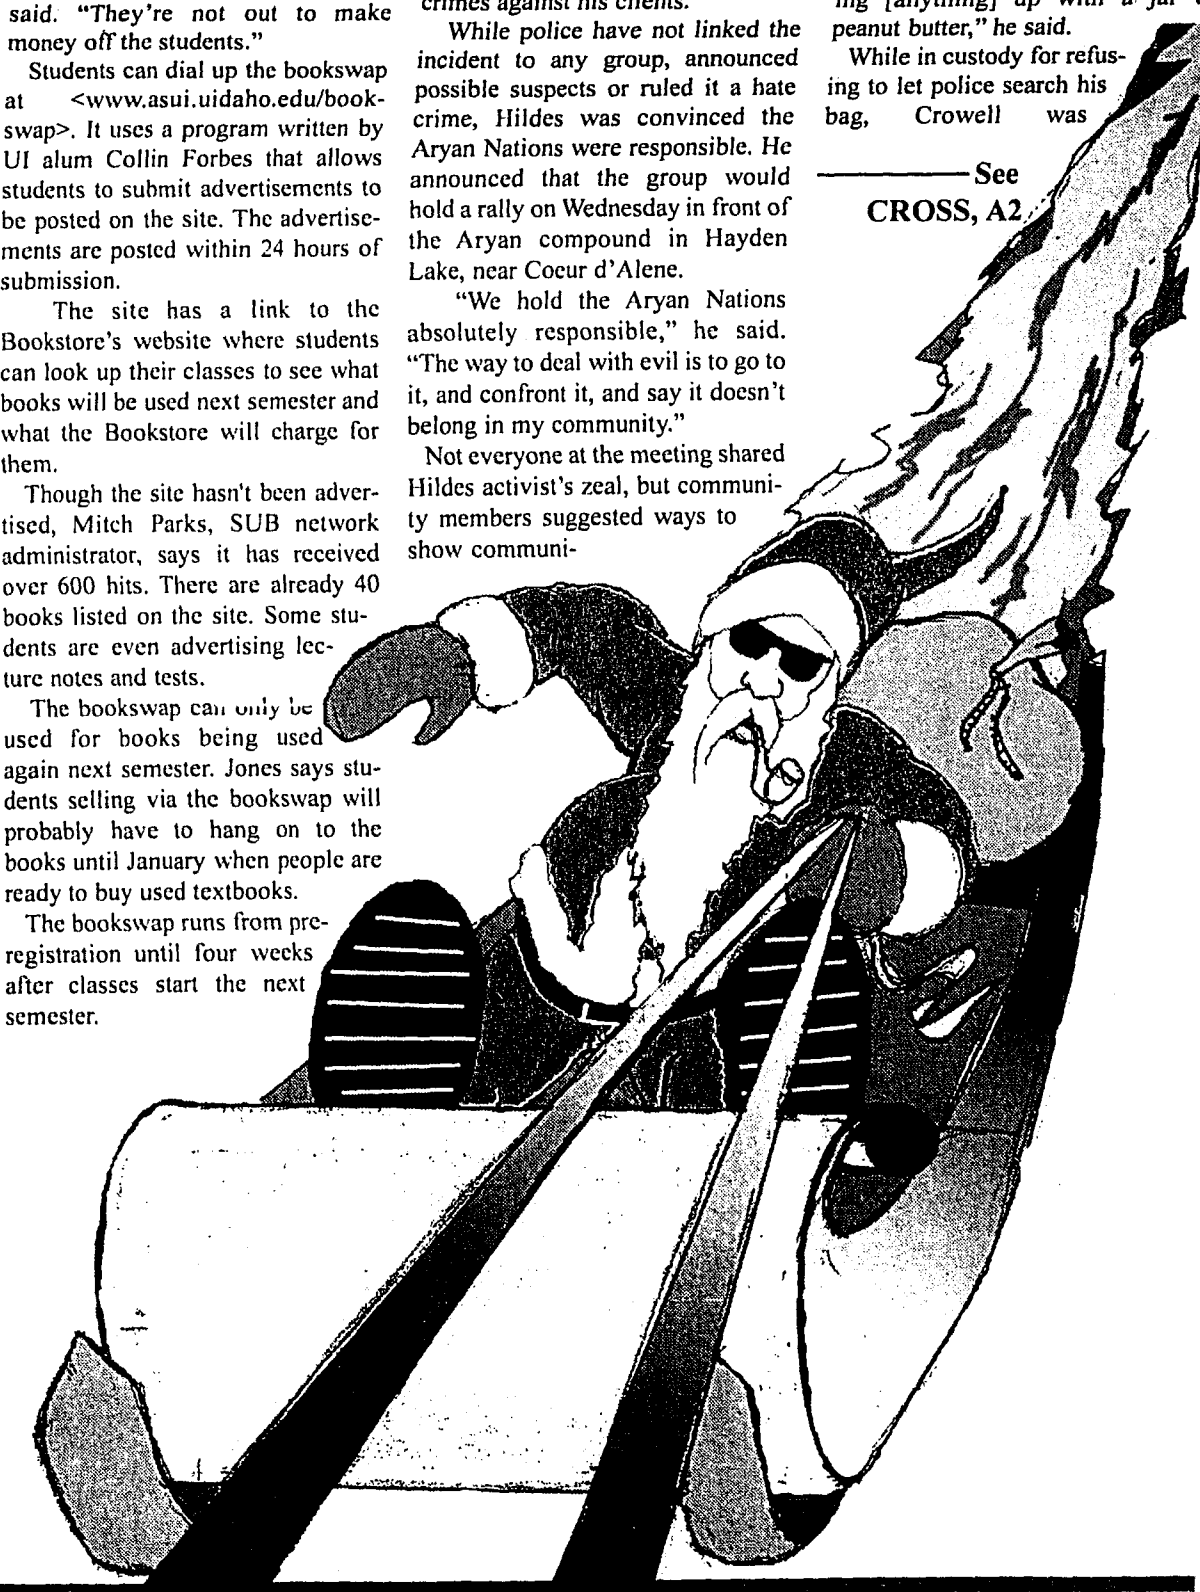 said. “They're not out to make
money off the students.”
Students can dial up the bookswap
at <www.asui.uidaho.edu/book-
swap>. It uses a program written by
UI alum Collin Forbes that allows
students to submit advertisements to
be posted on the site. The advertise-
ments are posted within 24 hours of
submission.
The site has a link to the
Bookstore's website where students
can look up their classes to see what
books will be used next semester and
what the Bookstore will charge for
them.
Though the site hasn't been adver-
tised, Mitch Parks, SUB network
administrator, says it has received
over 600 hits. There are already 40
books listed on the site. Some stu-
dents are even advertising lec-
ture notes and tests.
The bookswap can only be
used for books being used
again next semester. Jones says stu-
dents selling via the bookswap will
probably have to hang on to the
books until January when people are
ready to buy used textbooks.
The bookswap runs from pre-
registration until four weeks
after classes start the next
semester.
crimes against his clients.
While police have not linked the
incident to any group, announced
possible suspects or ruled it a hate
crime, Hildes was convinced the
Aryan Nations were responsible. He
announced that the group would
hold a rally on Wednesday in front of
the Aryan compound in Hayden
Lake, near Coeur d'Alene.
“We hold the Aryan Nations
absolutely responsible,” he said.
“The way to deal with evil is to go to
it, and confront it, and say it doesn't
belong in my community.”
Not everyone at the meeting shared
Hildes activist's zeal, but communi-
ty members suggested ways to
show communi-
ing [anything] up with a jar
peanut butter,” he said.
While in custody for refus-
ing to let police search his
bag, Crowell was
See
CROSS, A2